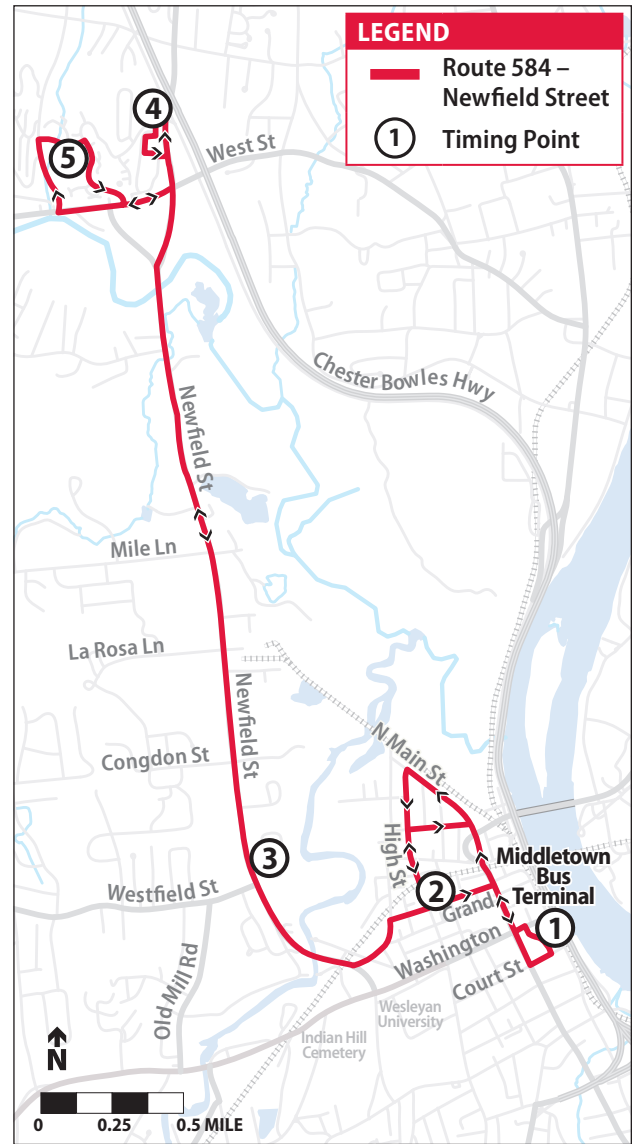 LEGEND
Route 584 –
Newfield Street
1 Timing Point
4
5
West St
Chester Bowles Hwy
Newfield St
Mile Ln
La Rosa Ln
Newfield St
Congdon St
N Main St
High St
3
Westfield St
Middletown
Bus
Terminal
2
Grand
1
Washington
Court St
Old Mill Rd
Wesleyan
University
Indian Hill
Cemetery
N
0 0.25 0.5 MILE